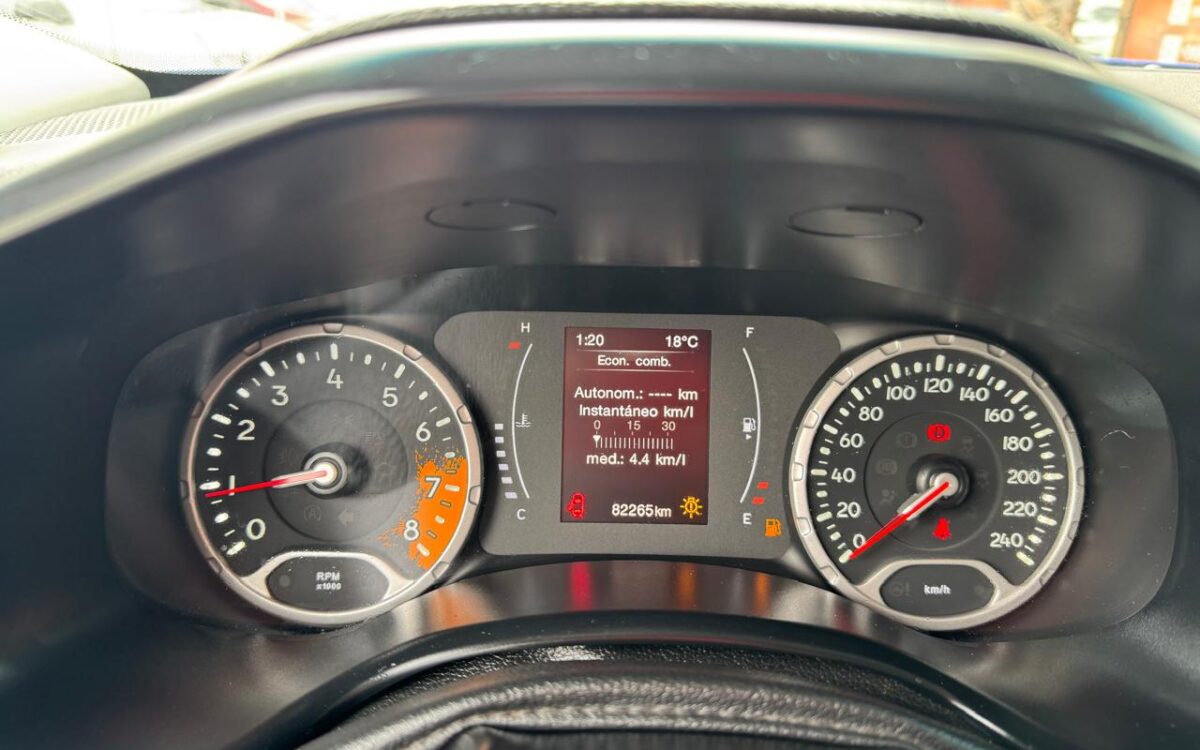 H
1:20 18°C
Econ. comb.
Autonom.: ---- km
Instantáneo km/l
0 15 30
med.: 4.4 km/l
82265km
C
F
E
0
1
2
3
4
5
6
7
8
RPM
x1000
0
20
40
60
80
100
120
140
160
180
200
220
240
km/h